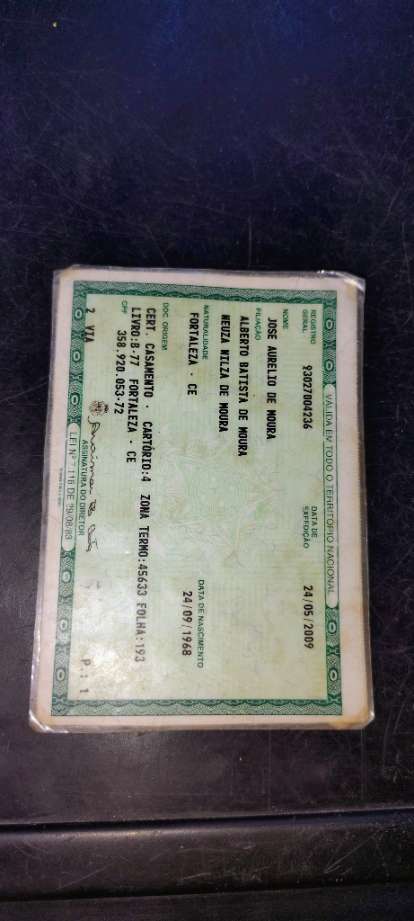 VÁLIDA EM TODO O TERRITÓRIO NACIONAL
REGISTRO GERAL 93027004236 DATA DE EXPEDIÇÃO 24/05/2009
NOME
JOSE AURELIO DE MOURA
FILIAÇÃO
ALBERTO BATISTA DE MOURA
NEUZA NILZA DE MOURA
NATURALIDADE DATA DE NASCIMENTO
FORTALEZA - CE 24/09/1968
DOC. ORIGEM
CERT. CASAMENTO - CARTÓRIO:4 ZONA TERMO:45633 FOLHA:193
LIVRO:B-77 FORTALEZA - CE
CPF 358.920.053-72
2 VIA P: 1
ASSINATURA DO DIRETOR
LEI Nº 7.116 DE 29/08/83